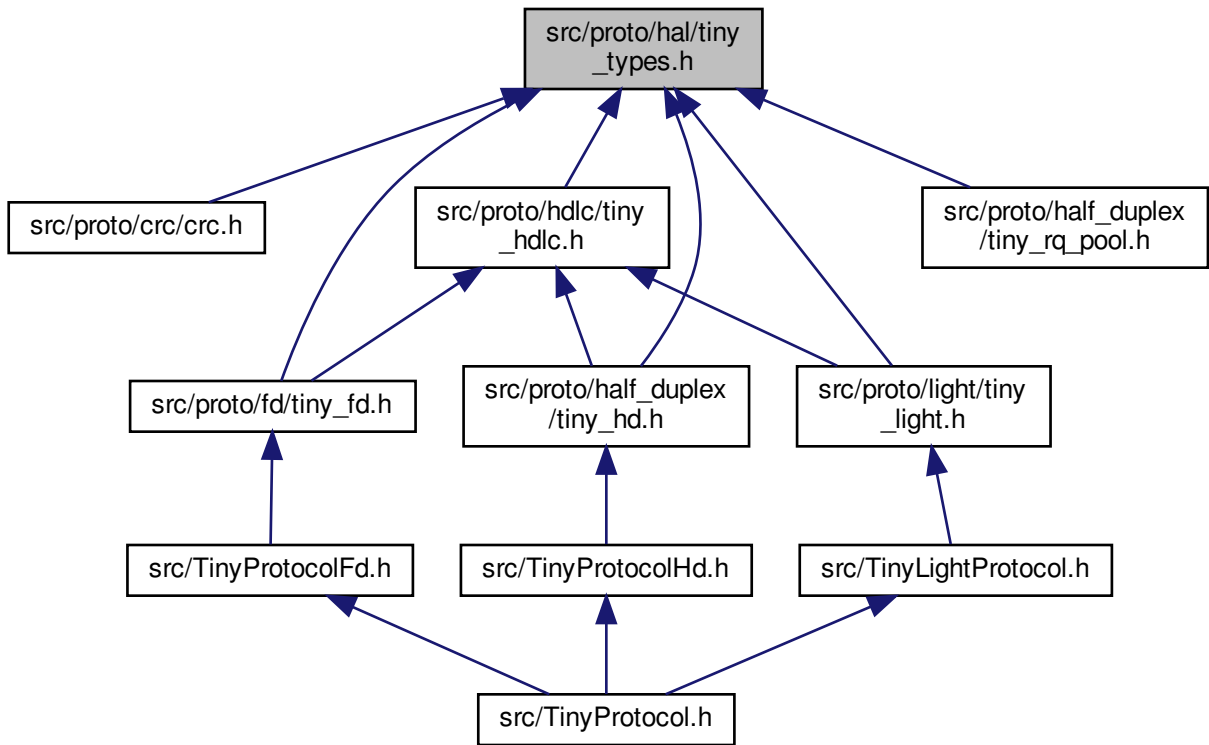 src/proto/hal/tiny
_types.h
src/proto/crc/crc.h
src/proto/hdlc/tiny
_hdlc.h
src/proto/half_duplex
/tiny_rq_pool.h
src/proto/fd/tiny_fd.h
src/proto/half_duplex
/tiny_hd.h
src/proto/light/tiny
_light.h
src/TinyProtocolFd.h
src/TinyProtocolHd.h
src/TinyLightProtocol.h
src/TinyProtocol.h